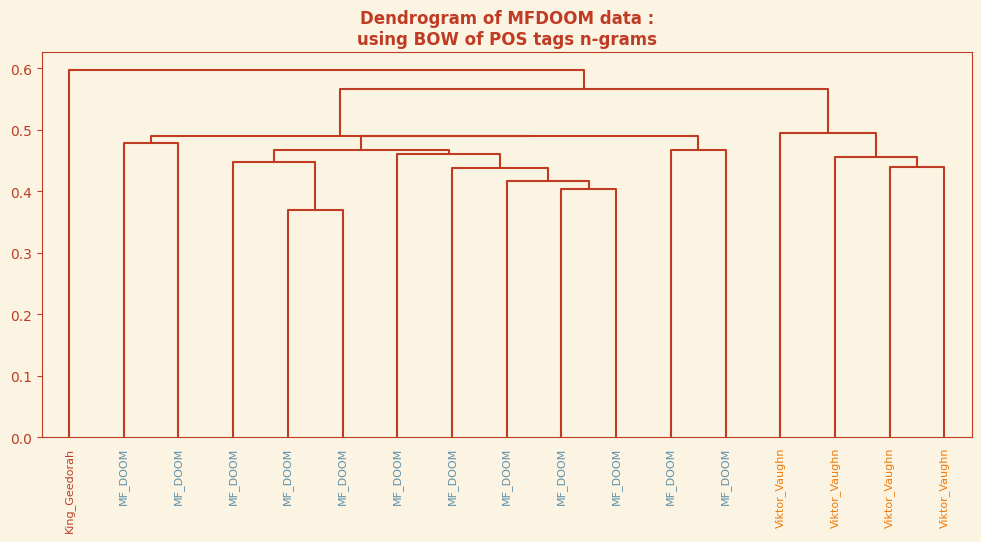 Dendrogram of MFDOOM data :
using BOW of POS tags n-grams
0.6
0.5
0.4
0.3
0.2
0.1
0.0
King_Geedorah
MF_DOOM
MF_DOOM
MF_DOOM
MF_DOOM
MF_DOOM
MF_DOOM
MF_DOOM
MF_DOOM
MF_DOOM
MF_DOOM
MF_DOOM
MF_DOOM
Viktor_Vaughn
Viktor_Vaughn
Viktor_Vaughn
Viktor_Vaughn